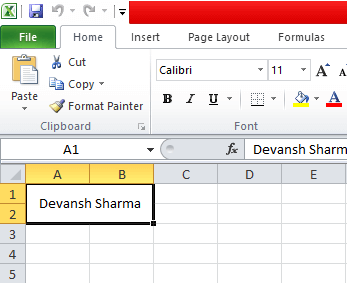 File Home Insert Page Layout Formulas
Cut
Calibri 11 A A
Copy
Paste
Format Painter
B I U A
Clipboard Font
A1 fx Devansh Sharm
A B C D E
1
Devansh Sharma
2
3
4
5